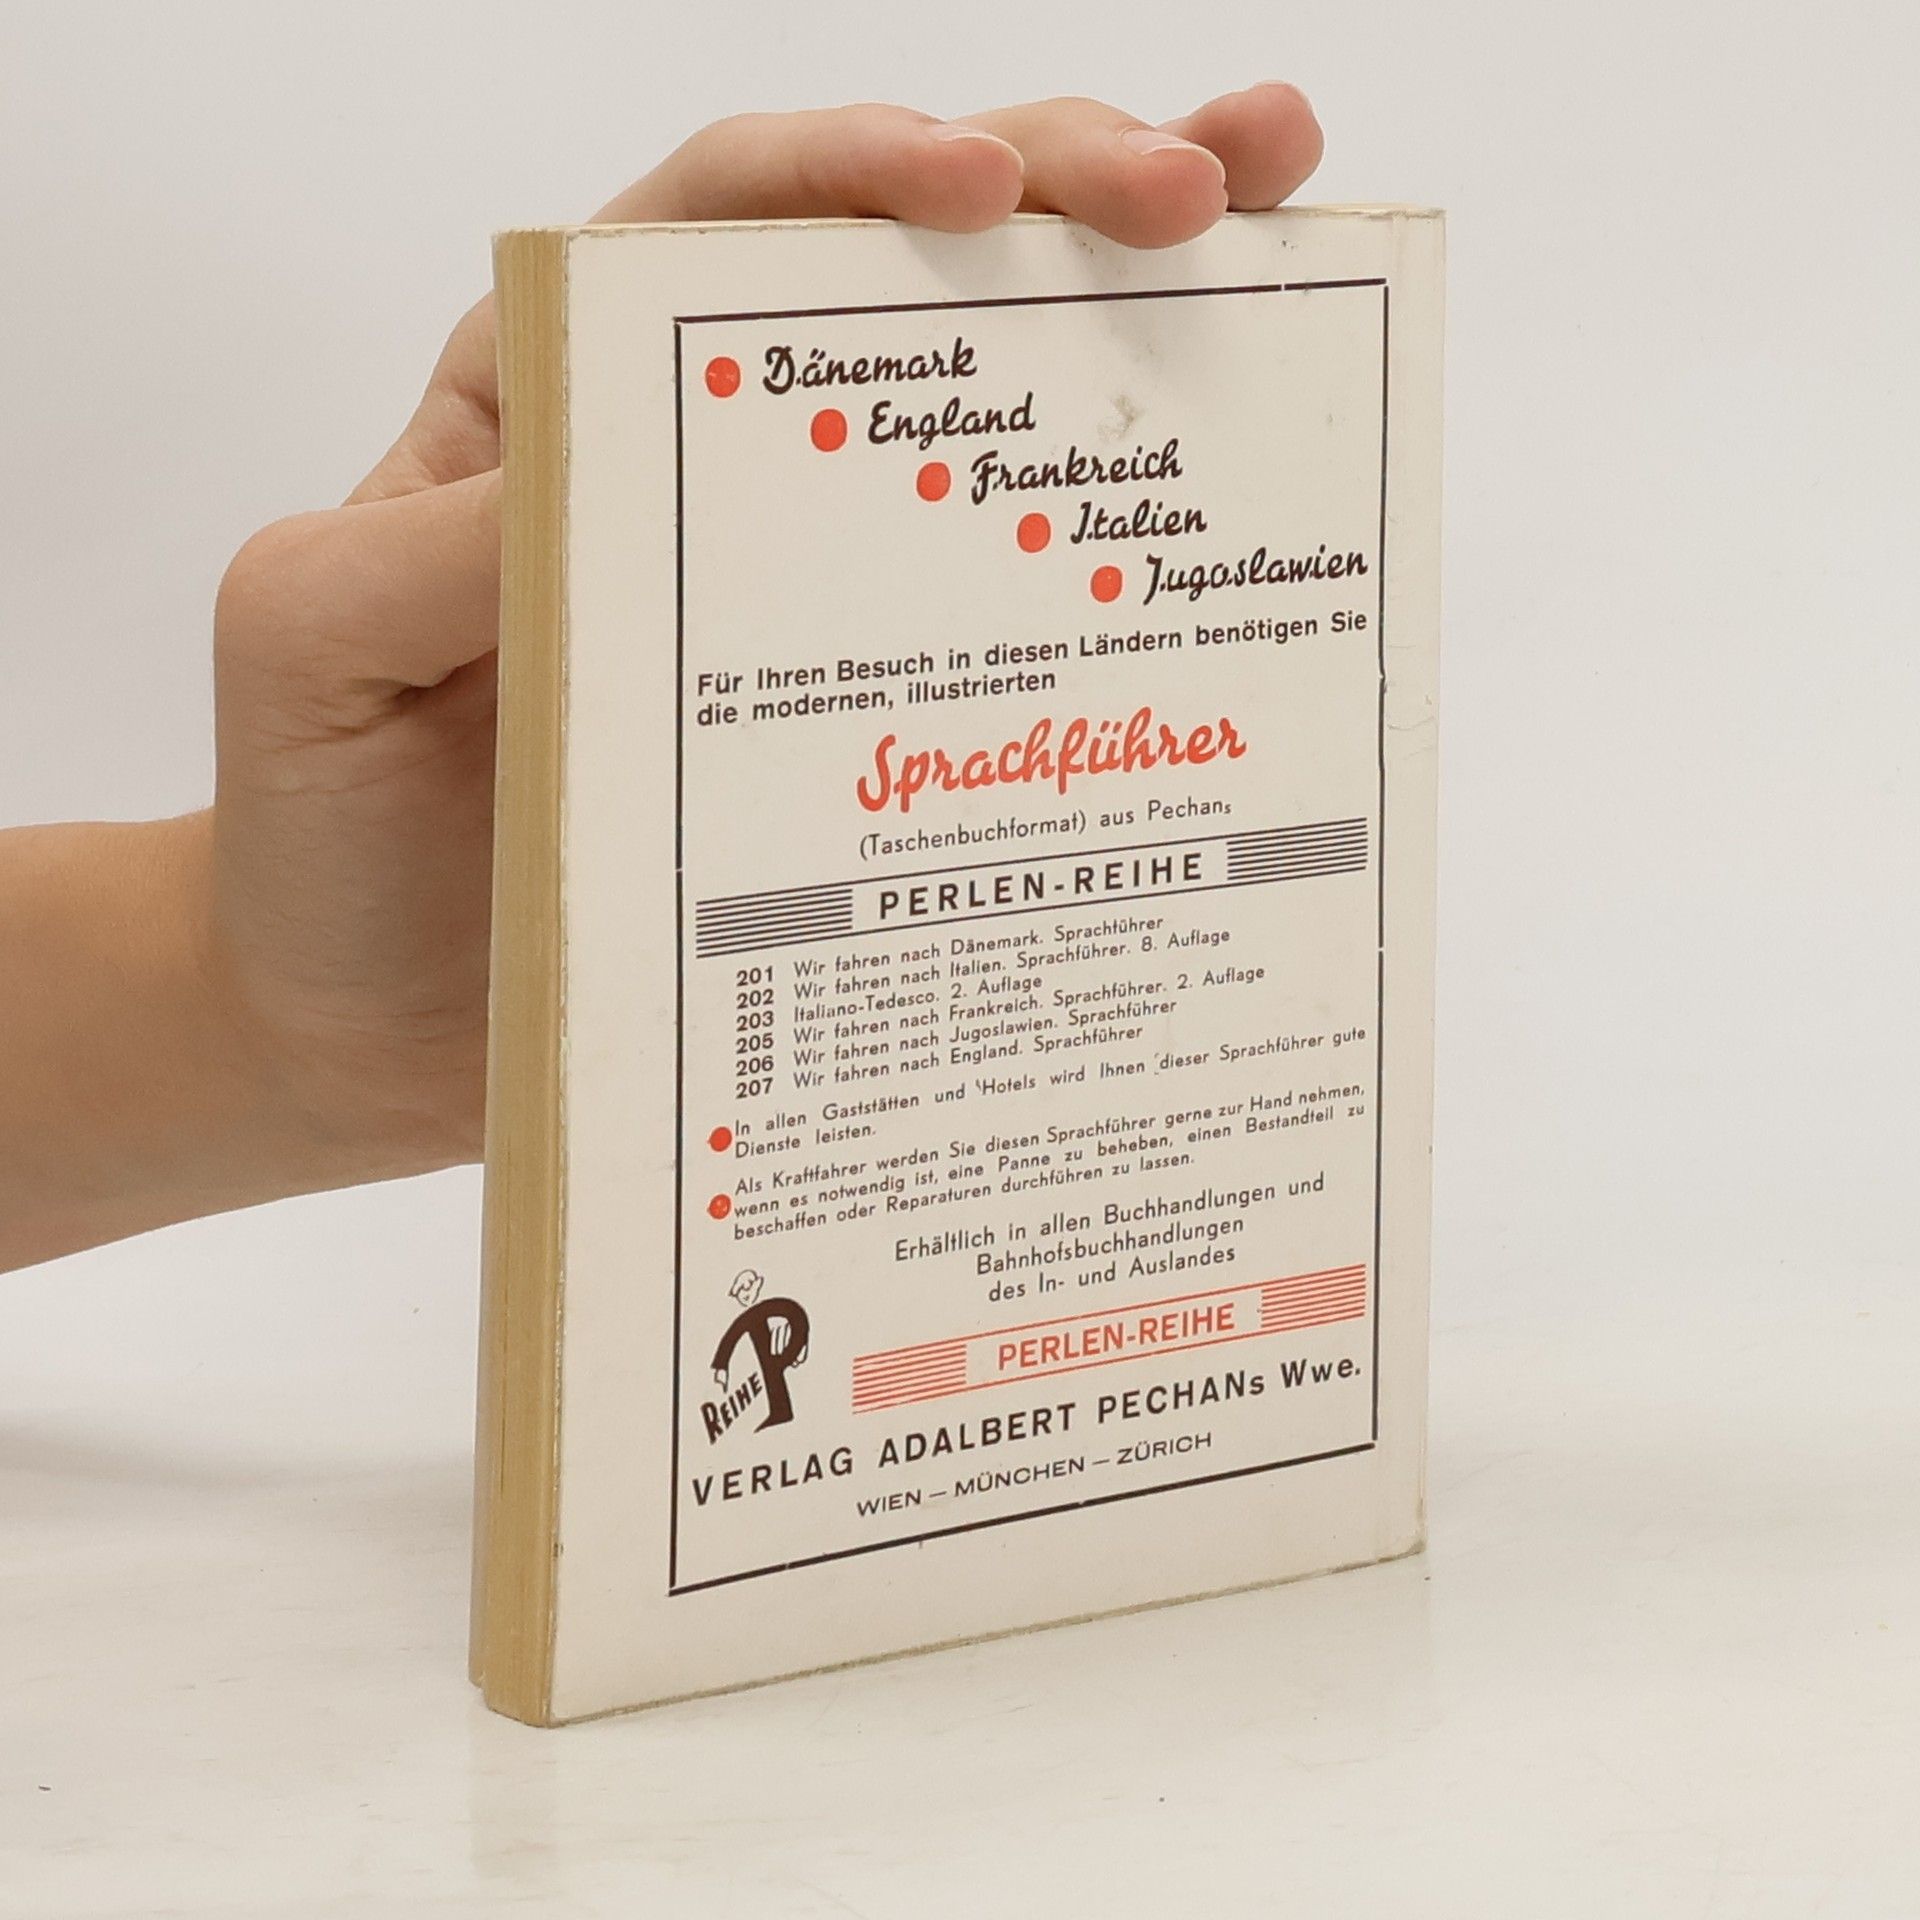 Dänemark
England
Frankreich
Italien
Jugoslawien
Für Ihren Besuch in diesen Ländern benötigen Sie
die modernen, illustrierten
Sprachführer
(Taschenbuchformat) aus Pechans
PERLEN-REIHE
201 Wir fahren nach Dänemark. Sprachführer
202 Wir fahren nach Italien. Sprachführer. 8. Auflage
203 Italiano-Tedesco. 2. Auflage
205 Wir fahren nach Frankreich. Sprachführer. 2. Auflage
206 Wir fahren nach Jugoslawien. Sprachführer
207 Wir fahren nach England. Sprachführer
In allen Gaststätten und Hotels wird Ihnen dieser Sprachführer gute
Dienste leisten.
Als Kraftfahrer werden Sie diesen Sprachführer gerne zur Hand nehmen,
wenn es notwendig ist, eine Panne zu beheben, einen Bestandteil zu
beschaffen oder Reparaturen durchführen zu lassen.
Erhältlich in allen Buchhandlungen und
Bahnhofsbuchhandlungen
des In- und Auslandes
P REIHE
PERLEN-REIHE
VERLAG ADALBERT PECHANs Wwe.
WIEN – MÜNCHEN – ZÜRICH